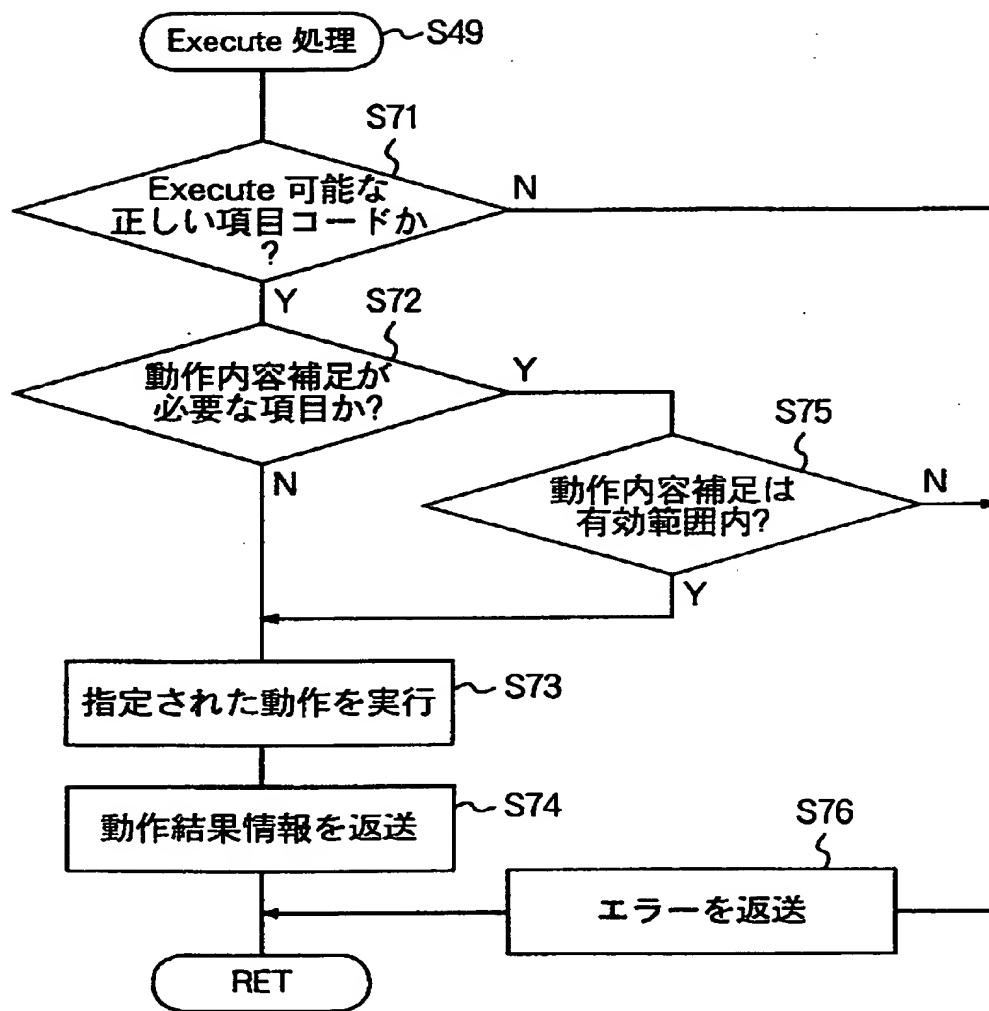 Execute 処理
S49
S71
Execute 可能な
正しい項目コードか
?
N
Y
S72
動作内容補足が
必要な項目か?
Y
N
S75
動作内容補足は
有効範囲内?
N
Y
指定された動作を実行
S73
動作結果情報を返送
S74
S76
エラーを返送
RET